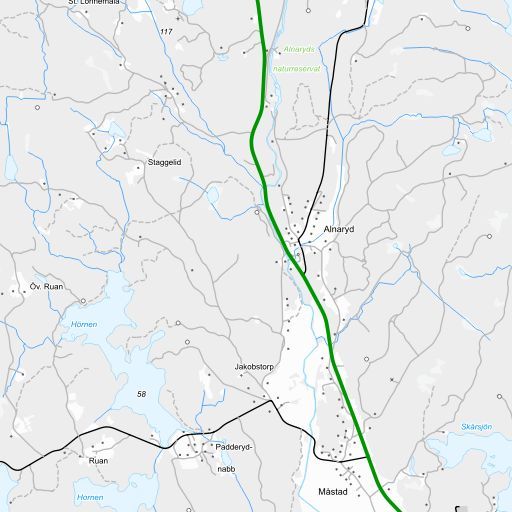 St. Lönnemåla
117
Alnaryds
naturreservat
Staggelid
Alnaryd
Öv. Ruan
Hörnen
Jakobstorp
58
Skärsjön
Padderyd-
nabb
Ruan
Måstad
Hörnen